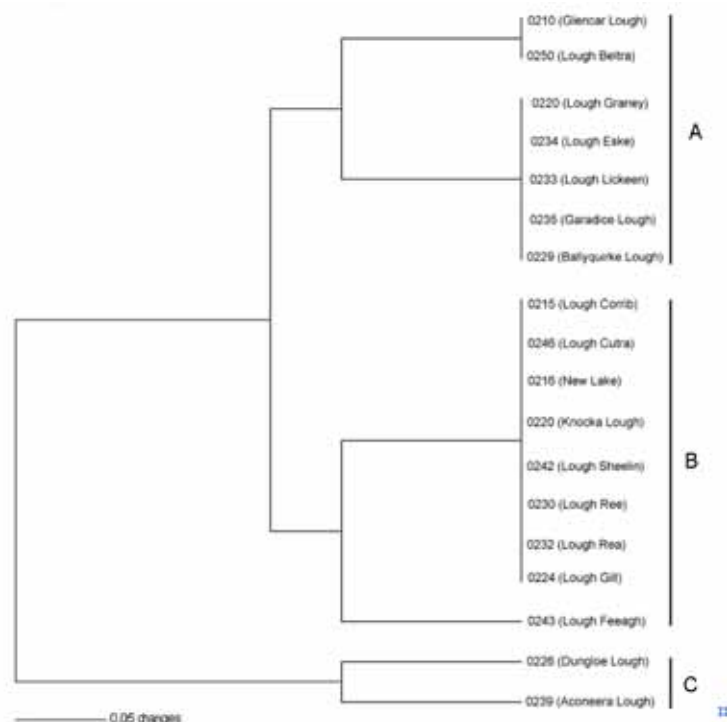 0210 (Glencar Lough)
0250 (Lough Beltra)
0220 (Lough Graney)
A
0234 (Lough Eske)
0233 (Lough Lickeen)
0235 (Garadice Lough)
0229 (Ballyquirke Lough)
0215 (Lough Corrib)
0246 (Lough Cutra)
0216 (New Lake)
0220 (Knocka Lough)
B
0242 (Lough Sheelin)
0230 (Lough Ree)
0232 (Lough Rea)
0224 (Lough Gill)
0243 (Lough Feeagh)
0226 (Dungloe Lough)
C
0239 (Aconeera Lough)
0.05 changes